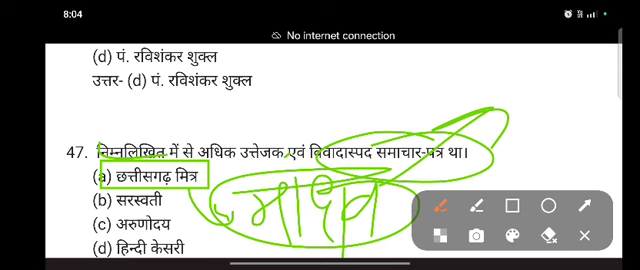 8:04
No internet connection
(d) पं. रविशंकर शुक्ल
उत्तर- (d) पं. रविशंकर शुक्ल
47. निम्नलिखित में से अधिक उत्तेजक एवं विवादास्पद समाचार-पत्र था।
(a) छत्तीसगढ़ मित्र
(b) सरस्वती
(c) अरुणोदय
(d) हिन्दी केसरी